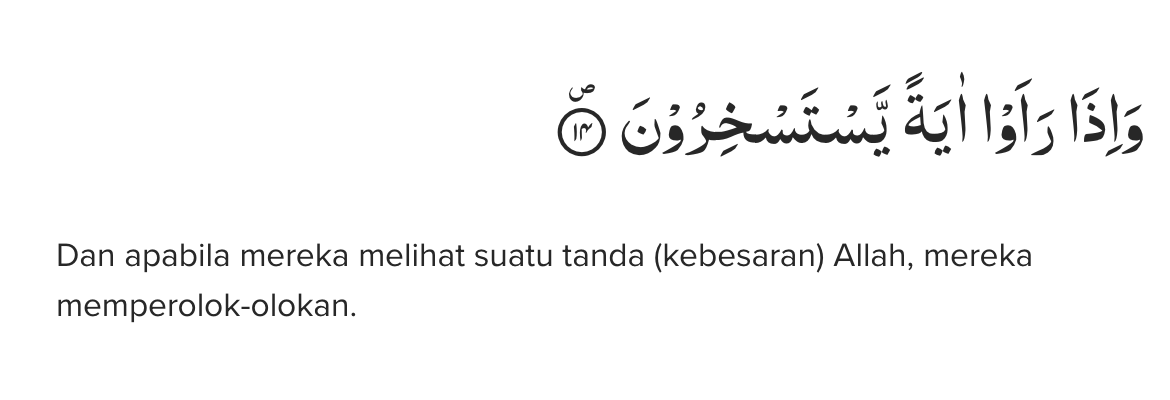 وَاِذَا رَاَوْا اٰيَةً يَّسْتَسْخِرُوْنَ ۖ ١٤
Dan apabila mereka melihat suatu tanda (kebesaran) Allah, mereka
memperolok-olokan.